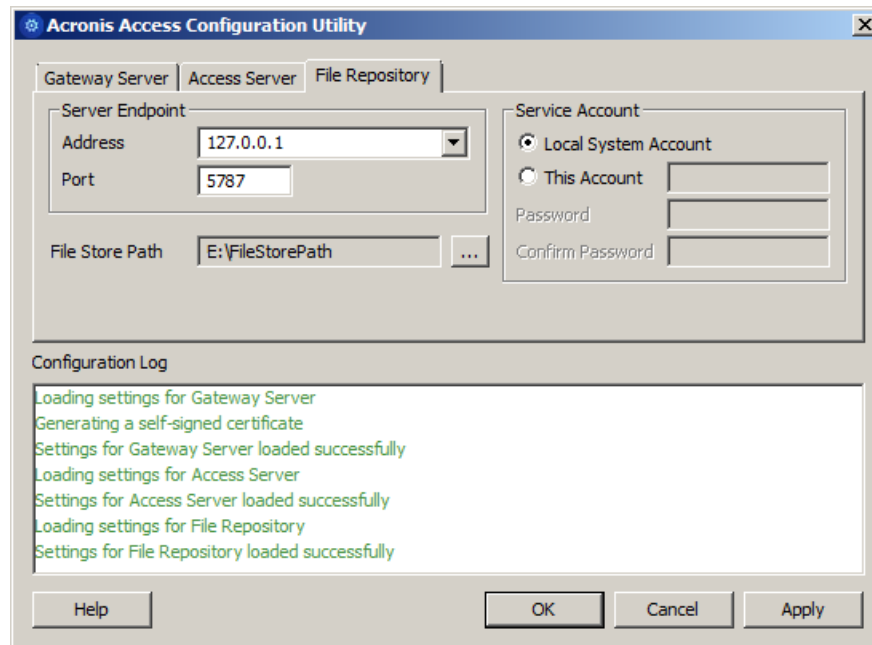 Acronis Access Configuration Utility
Gateway Server
Access Server
File Repository
Server Endpoint
Address
127.0.0.1
Port
5787
File Store Path
E:\FileStorePath
...
Service Account
Local System Account
This Account
Password
Confirm Password
Configuration Log
Loading settings for Gateway Server
Generating a self-signed certificate
Settings for Gateway Server loaded successfully
Loading settings for Access Server
Settings for Access Server loaded successfully
Loading settings for File Repository
Settings for File Repository loaded successfully
Help
OK
Cancel
Apply